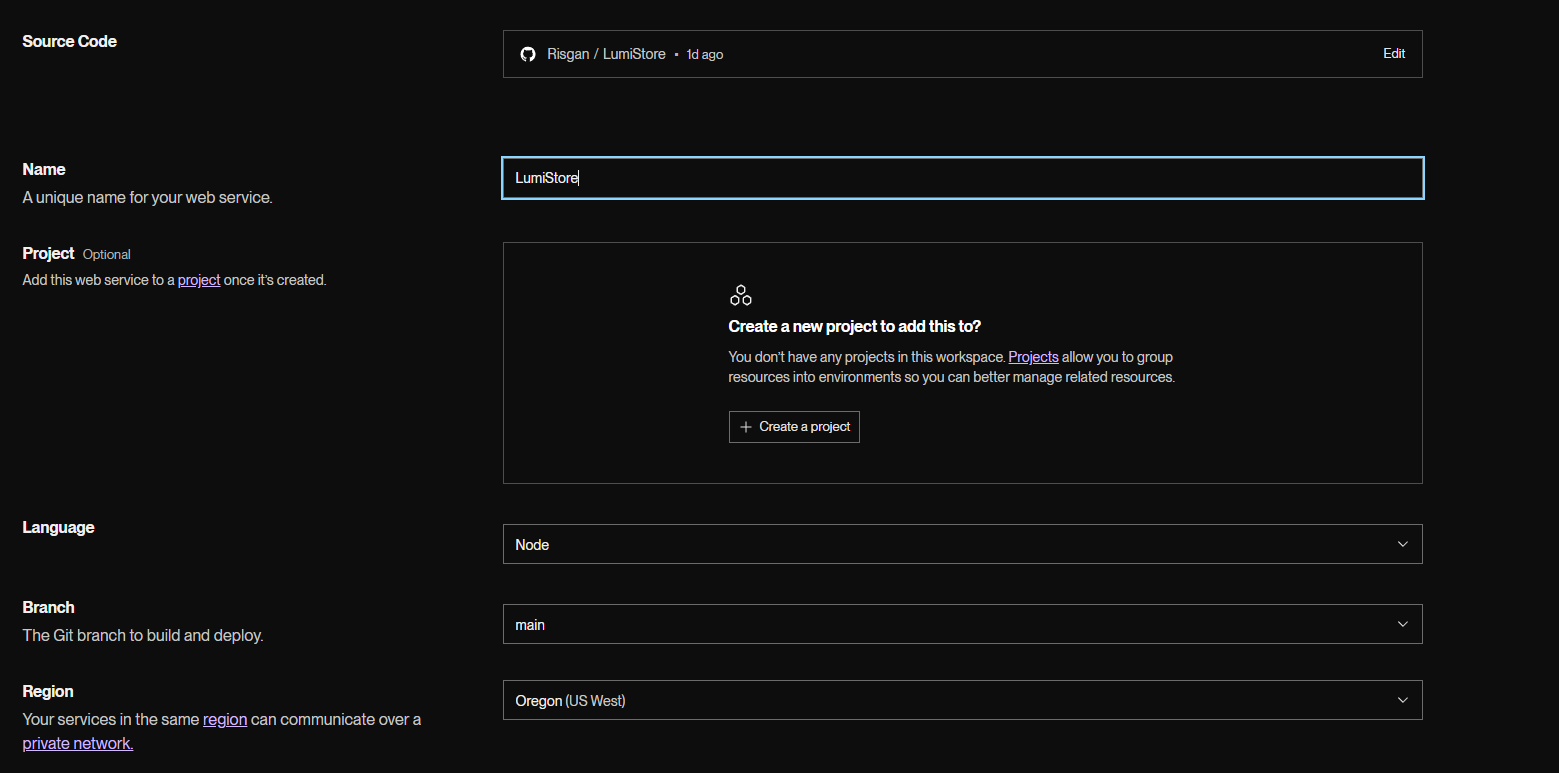 Source Code
Risgan / LumiStore • 1d ago
Edit
Name
A unique name for your web service.
LumiStore
Project Optional
Add this web service to a project once it's created.
Create a new project to add this to?
You don't have any projects in this workspace. Projects allow you to group
resources into environments so you can better manage related resources.
+ Create a project
Language
Node
Branch
The Git branch to build and deploy.
main
Region
Your services in the same region can communicate over a
private network.
Oregon (US West)